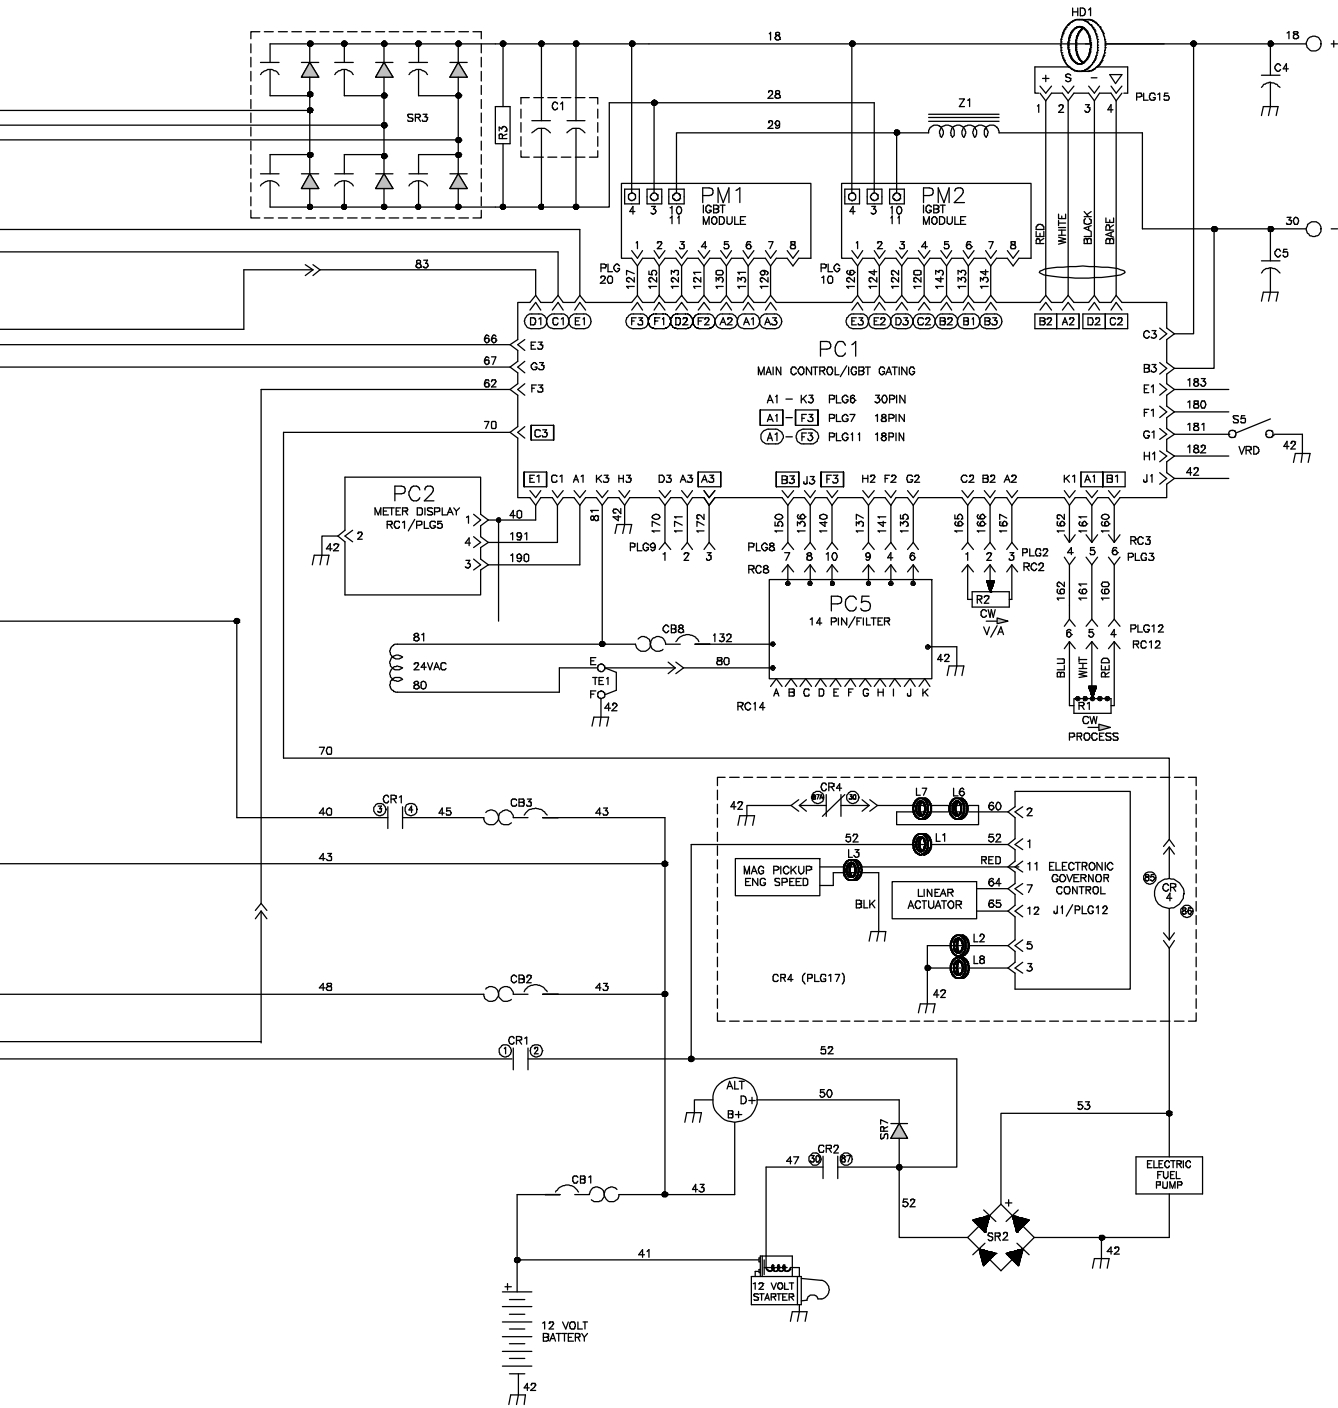 HD1
18
18
+
C4
+ S - ▽
PLG15
1 2 3 4
28
Z1
29
SR3
R3
C1
PM1
IGBT
MODULE
4 3 10
11
1 2 3 4 5 6 7 8
PLG
20
127 125 123 121 130 131 129
PM2
IGBT
MODULE
4 3 10
11
1 2 3 4 5 6 7 8
PLG
10
126 124 122 120 143 133 134
RED
WHITE
BLACK
BARE
30
-
C5
83
D1 C1 E1
F3 F1 D2 F2 A2 A1 A3
E3 E2 D3 C2 B2 B1 B3
B2 A2 D2 C2
66 E3
67 G3
62 F3
70 C3
PC1
MAIN CONTROL/IGBT GATING
A1 - K3 PLG6 30PIN
A1 - F3 PLG7 18PIN
A1 - F3 PLG11 18PIN
C3
B3
E1 183
F1 180
G1 181
H1 182
J1 42
S5
VRD
42
E1 C1 A1 K3 H3
D3 A3 A3
B3 J3 F3
H2 F2 G2
C2 B2 A2
K1 A1 B1
PC2
METER DISPLAY
RC1/PLG5
1 40
4 191
3 190
2
42
81
42
170 171 172
PLG9
1 2 3
150 136 140 137 141 135
PLG8
7 8 10 9 4 6
RC8
165 166 167
PLG2
1 2 3
RC2
R2
CW
V/A
162 161 160
RC3
4 5 6
PLG3
162 161 160
PLG12
6 5 4
RC12
BLU
WHT
RED
R1
CW
PROCESS
PC5
14 PIN/FILTER
42
A B C D E F G H I J K
RC14
81
24VAC
80
CB8
132
80
E
TE1
F
42
70
40
CR1
3 4
45
CB3
43
43
42
CR4
87A 30
L7 L6
60 2
52
L1
52 1
L3
RED 11
MAG PICKUP
ENG SPEED
BLK
LINEAR
ACTUATOR
64 7
65 12
ELECTRONIC
GOVERNOR
CONTROL
J1/PLG12
L2
5
L8
3
42
CR4 (PLG17)
85
CR
4
86
48
CB2
43
CR1
1 2
52
ALT
D+
B+
50
SR7
53
CR2
47 30 87
52
CB1
43
ELECTRIC
FUEL
PUMP
+
SR2
42
41
12 VOLT
STARTER
+
12 VOLT
BATTERY
42